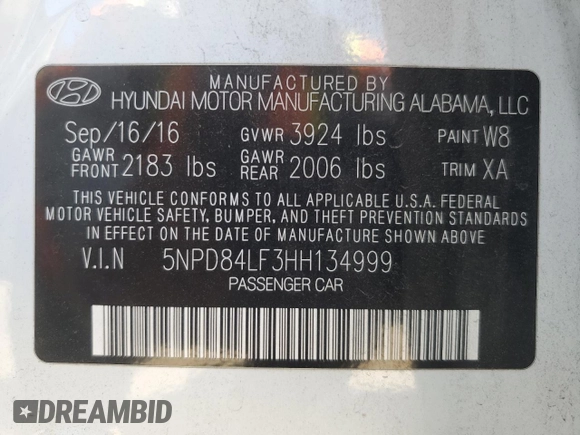 MANUFACTURED BY
HYUNDAI MOTOR MANUFACTURING ALABAMA, LLC
Sep/16/16 GVWR 3924 lbs PAINT W8
GAWR FRONT 2183 lbs GAWR REAR 2006 lbs TRIM XA
THIS VEHICLE CONFORMS TO ALL APPLICABLE U.S.A. FEDERAL
MOTOR VEHICLE SAFETY, BUMPER, AND THEFT PREVENTION STANDARDS
IN EFFECT ON THE DATE OF MANUFACTURE SHOWN ABOVE.
V.I.N 5NPD84LF3HH134999
PASSENGER CAR
DREAMBID